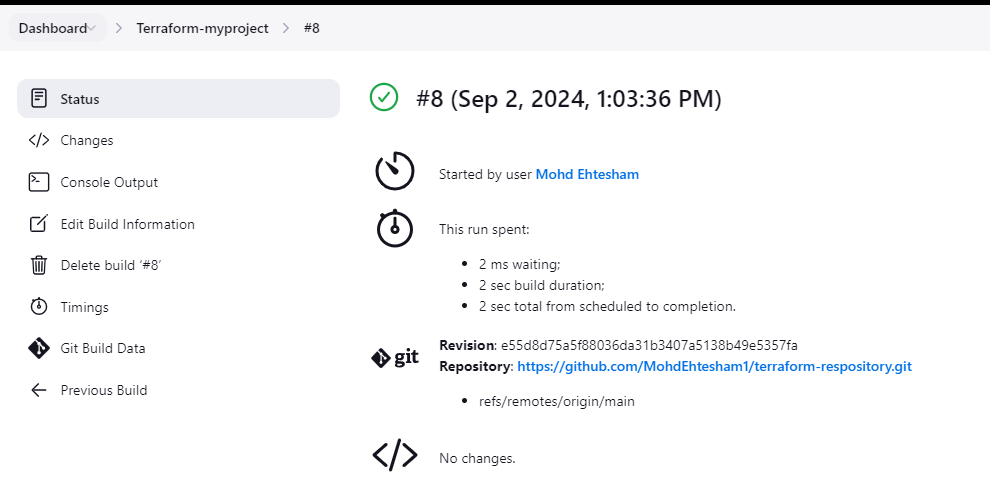 Dashboard > Terraform-myproject > #8
Status
Changes
Console Output
Edit Build Information
Delete build ‘#8’
Timings
Git Build Data
Previous Build
#8 (Sep 2, 2024, 1:03:36 PM)
Started by user Mohd Ehtesham
This run spent:
2 ms waiting;
2 sec build duration;
2 sec total from scheduled to completion.
git
Revision: e55d8d75a5f88036da31b3407a5138b49e5357fa
Repository: https://github.com/MohdEhtesham1/terraform-respository.git
refs/remotes/origin/main
No changes.